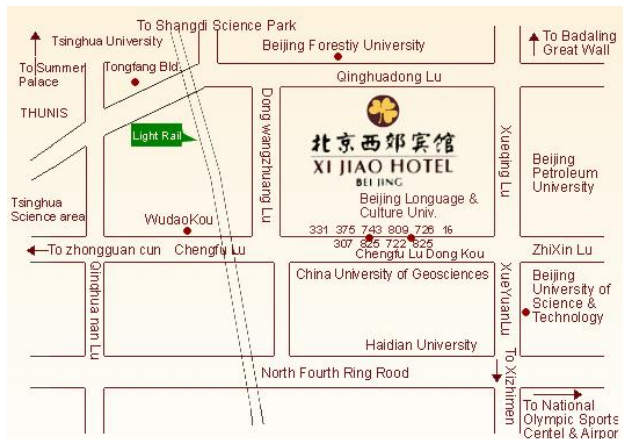 To Shangdi Science Park
Tsinghua University
Beijing Forestiy University
To Badaling
Great Wall
To Summer
Palace
Tongfang Bld.
Qinghuadong Lu
THUNIS
Light Rail
Dong wangzhuang Lu
北京西郊宾馆
XI JIAO HOTEL
BEI JING
Xueqing Lu
Beijing
Petroleum
University
Beijing Longuage &
Culture Univ.
Tsinghua
Science area
WudaoKou
331 375 743 809 726 16
307 825 722 825
To zhongguan cun
Chengfu Lu
Chengfu Lu Dong Kou
ZhiXin Lu
Qinghua nan Lu
China University of Geosciences
XueYuanLu
Beijing
University of
Science &
Technology
Haidian University
To Xizhimen
North Fourth Ring Rood
To National
Olympic Sports
Centel & Airpor